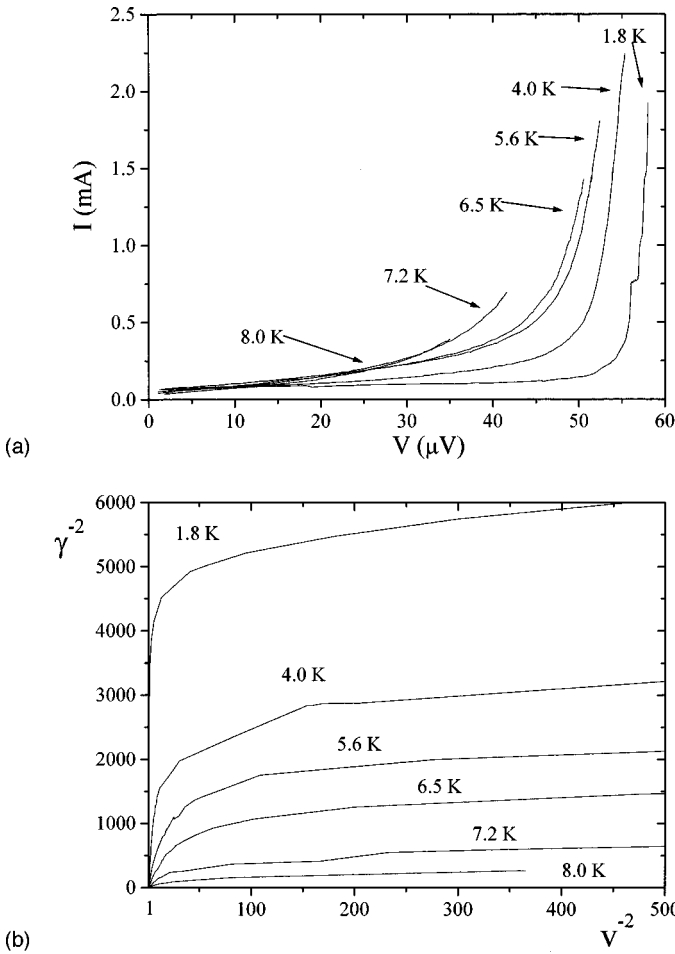 2.5
1.8 K
2.0
4.0 K
5.6 K
1.5
I (mA)
6.5 K
1.0
7.2 K
0.5
8.0 K
0.0
0 10 20 30 40 50 60
(a)
V (μV)
6000
γ⁻²
1.8 K
5000
4000
4.0 K
3000
5.6 K
2000
6.5 K
1000
7.2 K
8.0 K
0
1 100 200 300 400 500
(b)
V⁻²